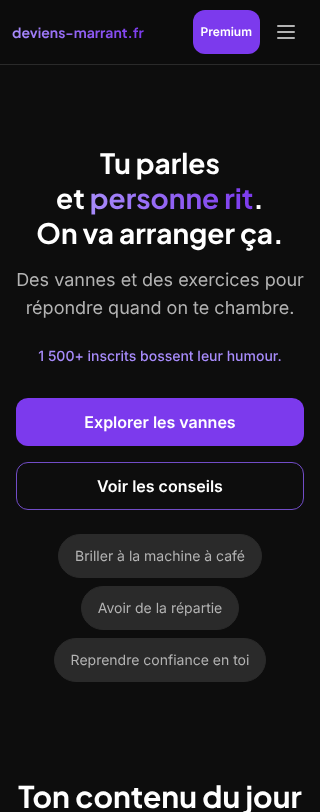 deviens-marrant.fr
Premium
Tu parles
et personne rit.
On va arranger ça.
Des vannes et des exercices pour
répondre quand on te chambre.
1 500+ inscrits bossent leur humour.
Explorer les vannes
Voir les conseils
Briller à la machine à café
Avoir de la répartie
Reprendre confiance en toi
Ton contenu du jour